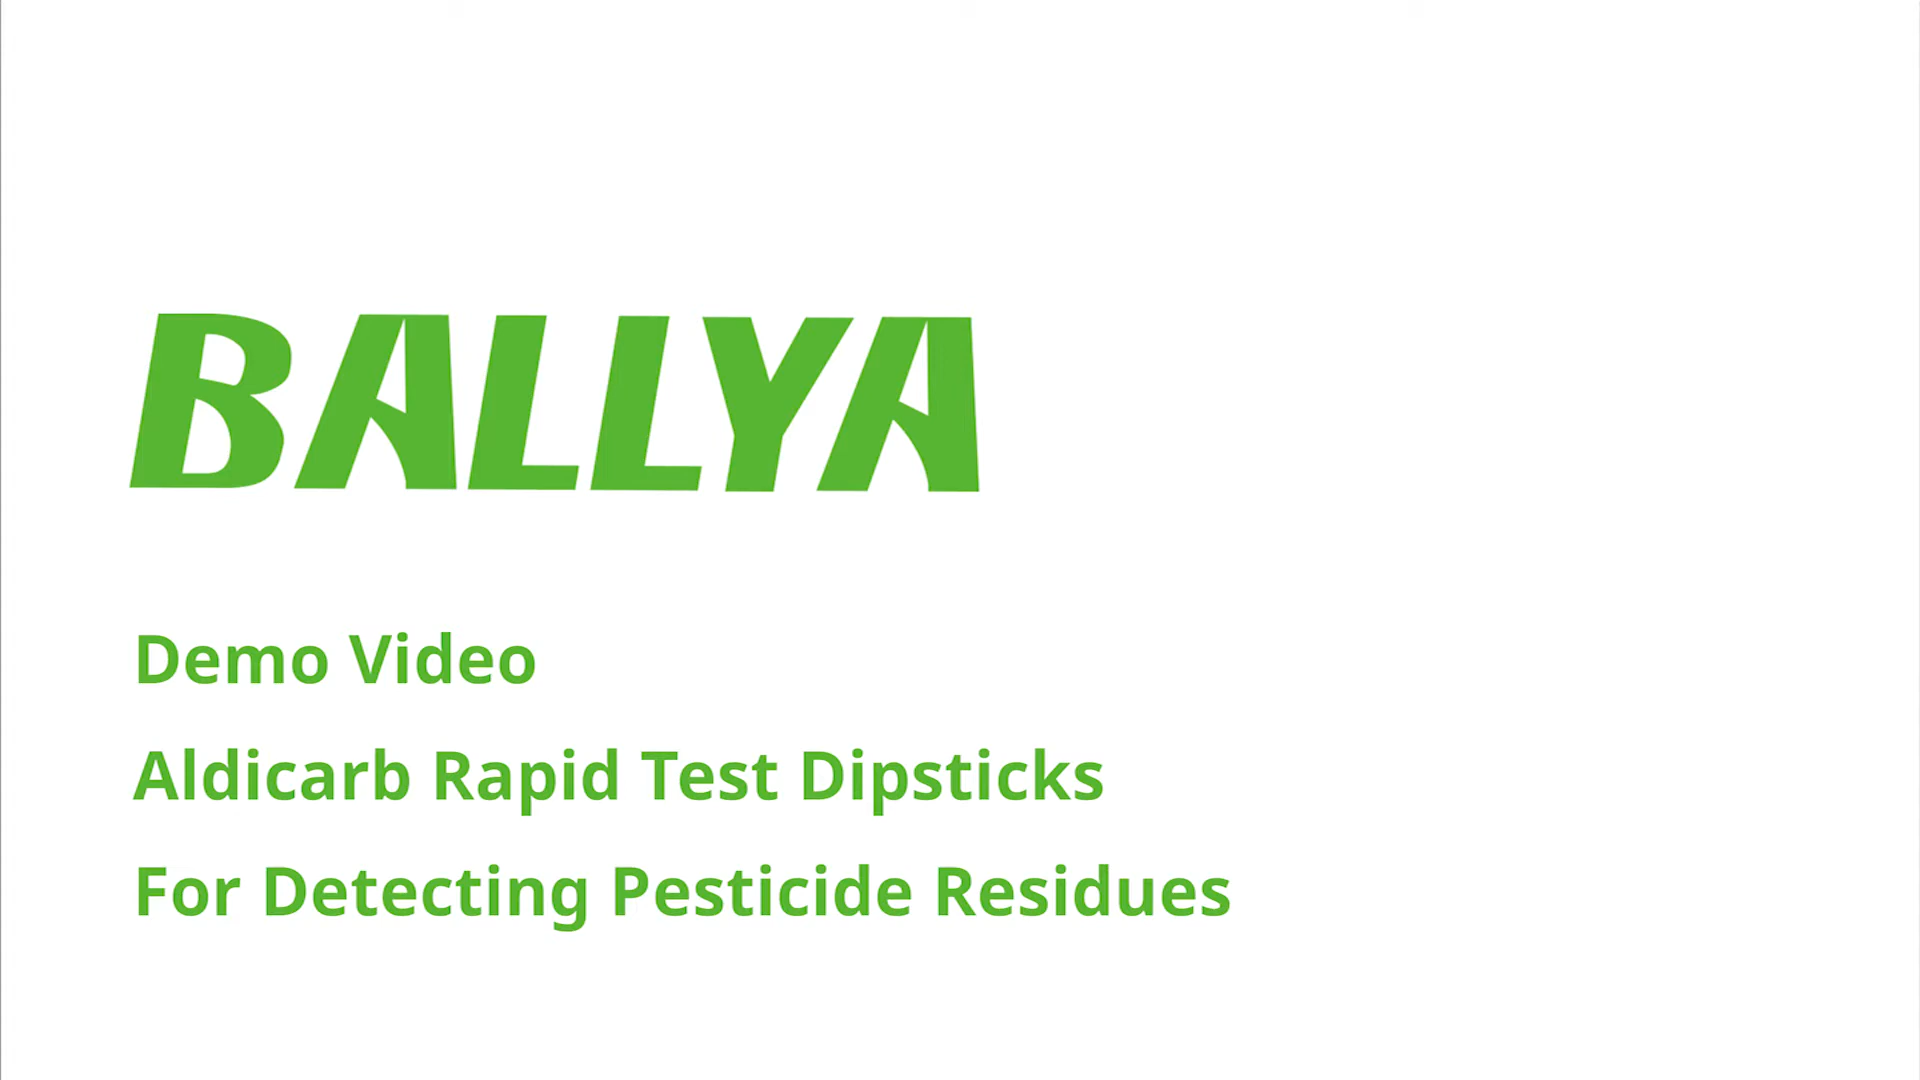 BALLYA
Demo Video
Aldicarb Rapid Test Dipsticks
For Detecting Pesticide Residues